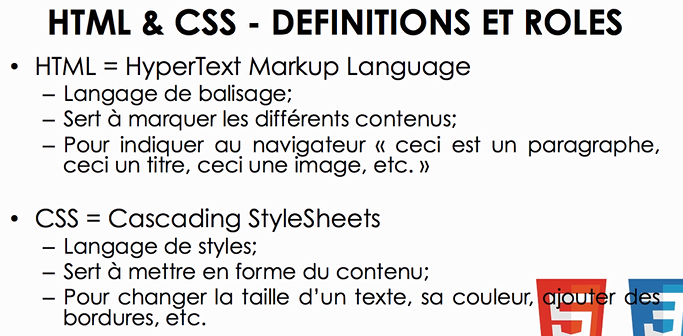 HTML & CSS - DEFINITIONS ET ROLES
• HTML = HyperText Markup Language
– Langage de balisage;
– Sert à marquer les différents contenus;
– Pour indiquer au navigateur « ceci est un paragraphe,
ceci un titre, ceci une image, etc. »
• CSS = Cascading StyleSheets
– Langage de styles;
– Sert à mettre en forme du contenu;
– Pour changer la taille d'un texte, sa couleur, ajouter des
bordures, etc.